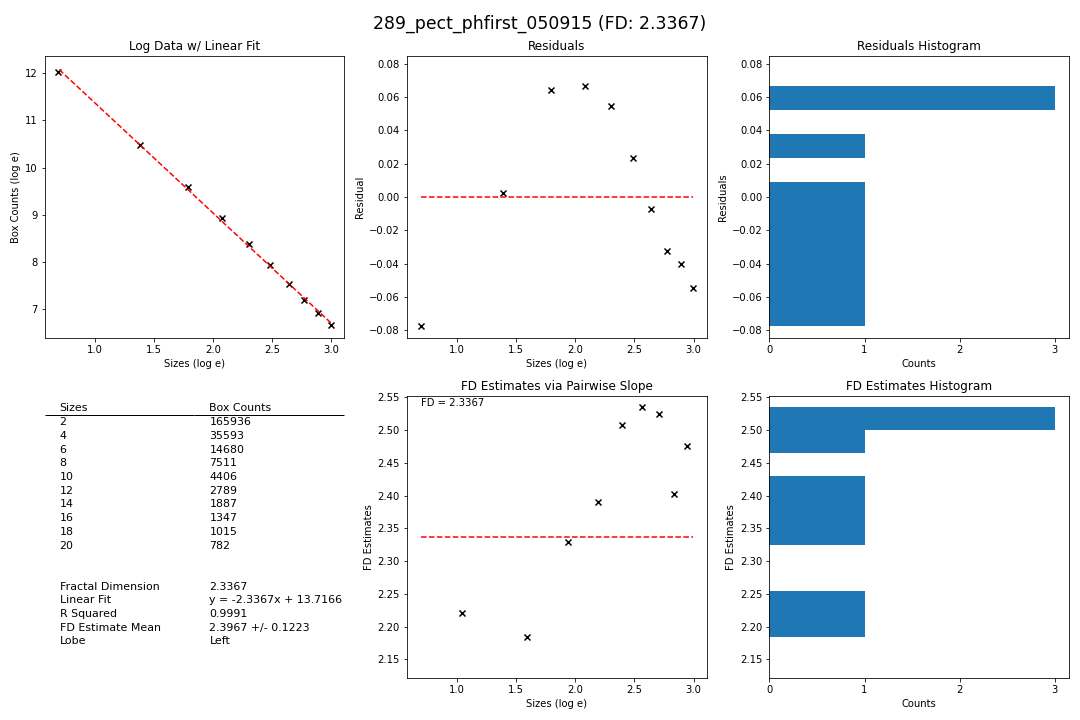 289_pect_phfirst_050915 (FD: 2.3367)
Log Data w/ Linear Fit
Box Counts (log e)
12
11
10
9
8
7
1.0 1.5 2.0 2.5 3.0
Sizes (log e)
Residuals
Residual
0.08
0.06
0.04
0.02
0.00
−0.02
−0.04
−0.06
−0.08
1.0 1.5 2.0 2.5 3.0
Sizes (log e)
Residuals Histogram
Residuals
0.08
0.06
0.04
0.02
0.00
−0.02
−0.04
−0.06
−0.08
0 1 2 3
Counts
Sizes Box Counts
2 165936
4 35593
6 14680
8 7511
10 4406
12 2789
14 1887
16 1347
18 1015
20 782
Fractal Dimension 2.3367
Linear Fit y = -2.3367x + 13.7166
R Squared 0.9991
FD Estimate Mean 2.3967 +/- 0.1223
Lobe Left
FD Estimates via Pairwise Slope
FD = 2.3367
FD Estimates
2.55
2.50
2.45
2.40
2.35
2.30
2.25
2.20
2.15
1.0 1.5 2.0 2.5 3.0
Sizes (log e)
FD Estimates Histogram
FD Estimates
2.55
2.50
2.45
2.40
2.35
2.30
2.25
2.20
2.15
0 1 2 3
Counts